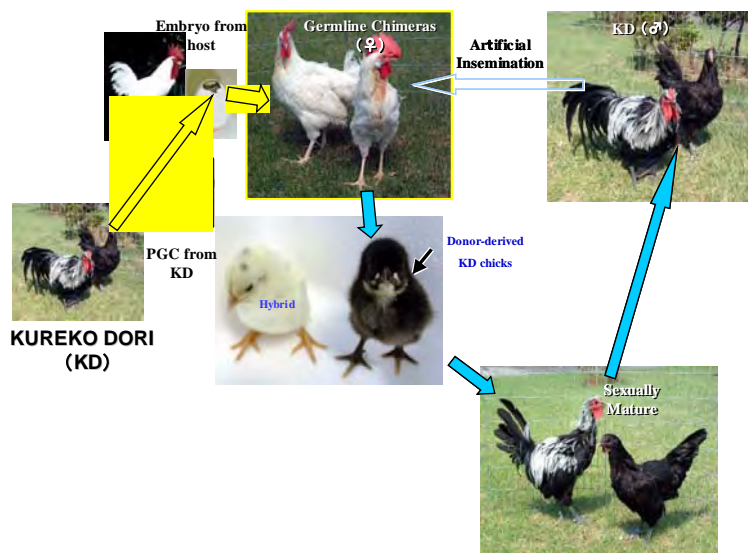 Embryo from
host
Germline Chimeras
(♀)
Artificial
Insemination
KD (♂)
PGC from
KD
KUREKO DORI
(KD)
Hybrid
Donor-derived
KD chicks
Sexually
Mature